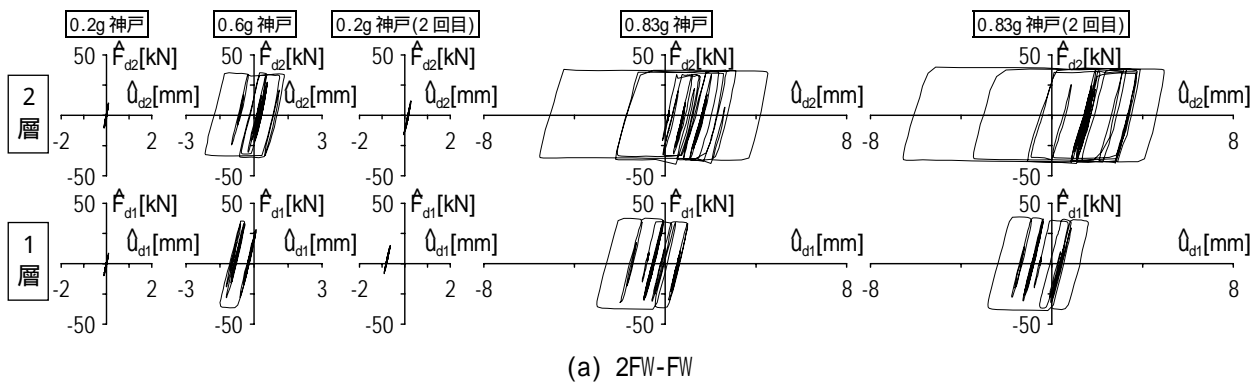 0.2g 神戸 0.6g 神戸 0.2g 神戸(2 回目) 0.83g 神戸 0.83g 神戸(2 回目)
50 F̂d2[kN] 50 F̂d2[kN] 50 F̂d2[kN] 50 F̂d2[kN] 50 F̂d2[kN]
2層 ûd2[mm] ûd2[mm] ûd2[mm] ûd2[mm] ûd2[mm]
-2 2 -3 3 -2 2 -8 8 -8 8
-50 -50 -50 -50 -50
50 F̂d1[kN] 50 F̂d1[kN] 50 F̂d1[kN] 50 F̂d1[kN] 50 F̂d1[kN]
1層 ûd1[mm] ûd1[mm] ûd1[mm] ûd1[mm] ûd1[mm]
-2 2 -3 3 -2 2 -8 8 -8 8
-50 -50 -50 -50 -50
(a) 2FW-FW